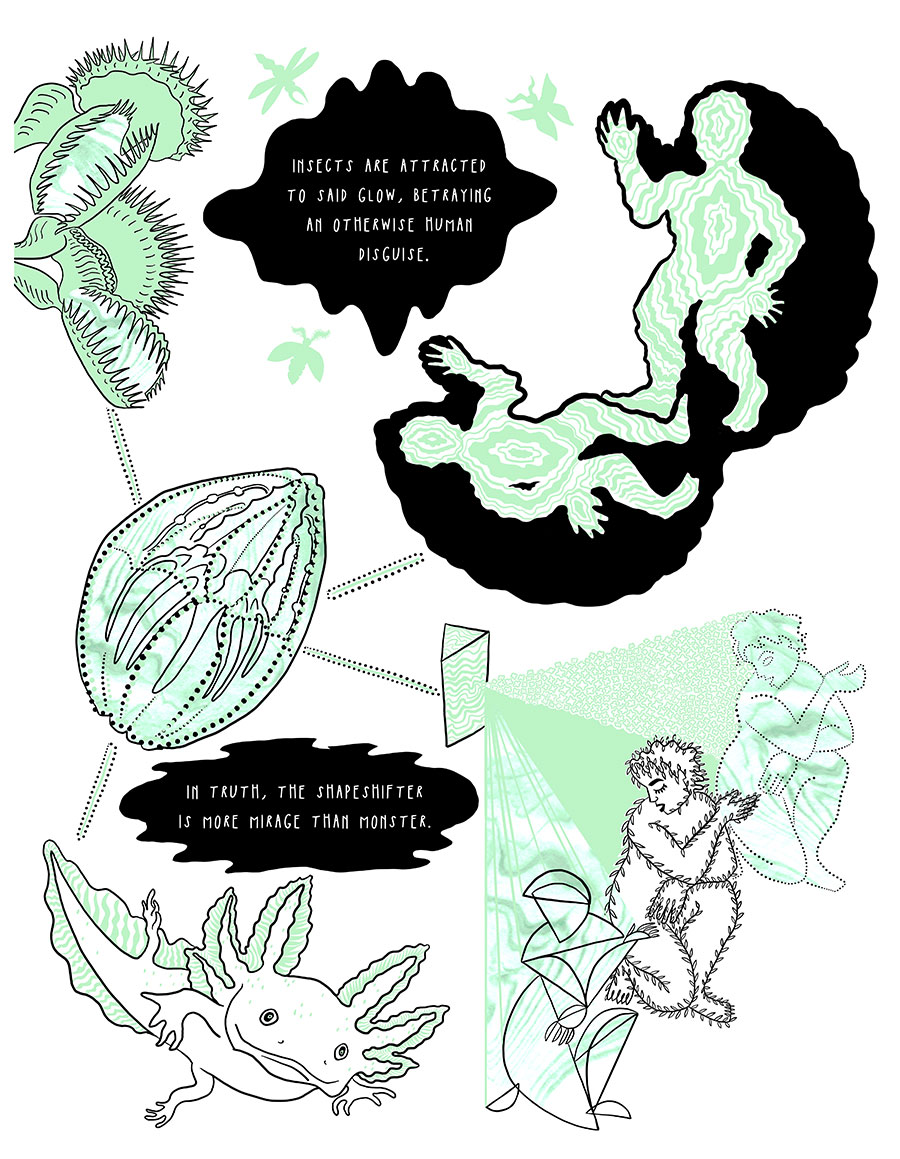 INSECTS ARE ATTRACTED
TO SAID GLOW, BETRAYING
AN OTHERWISE HUMAN
DISGUISE.
IN TRUTH, THE SHAPESHIFTER
IS MORE MIRAGE THAN MONSTER.